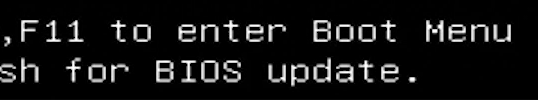 ,F11 to enter Boot Menu
sh for BIOS update.